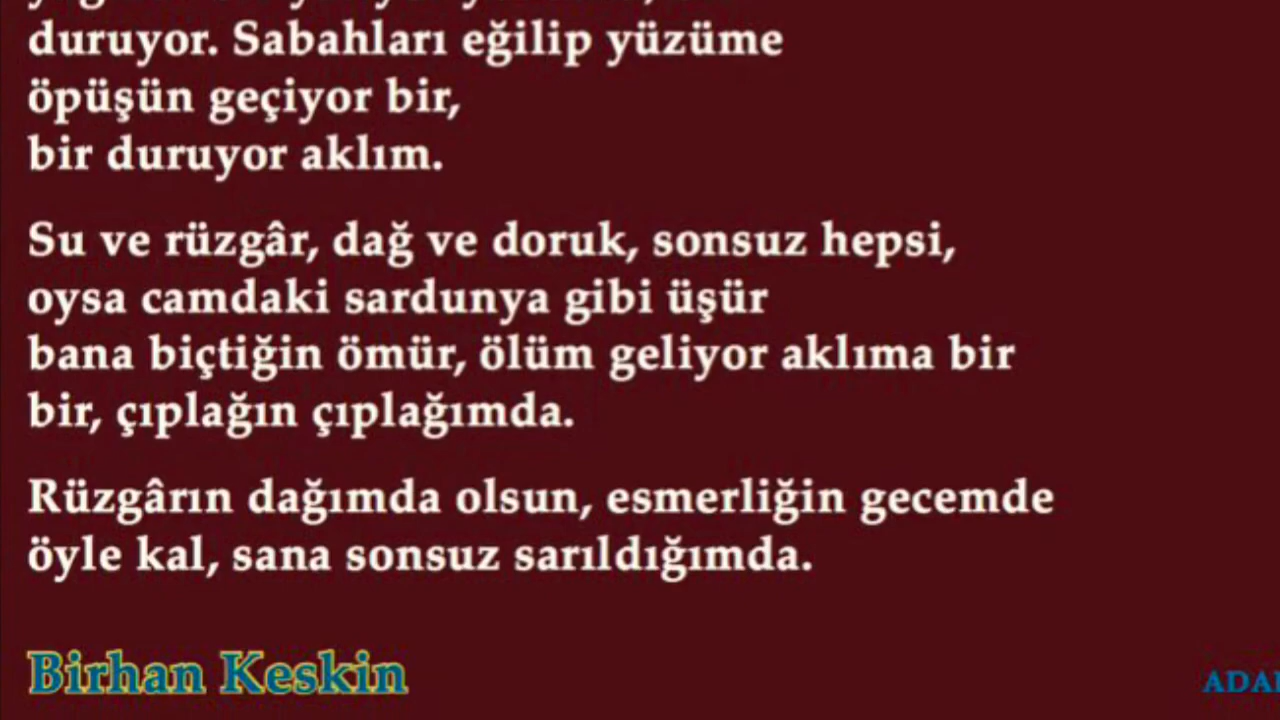 duruyor. Sabahları eğilip yüzüme
öpüşün geçiyor bir,
bir duruyor aklım.
Su ve rüzgâr, dağ ve doruk, sonsuz hepsi,
oysa camdaki sardunya gibi üşür
bana biçtiğin ömür, ölüm geliyor aklıma bir
bir, çıplağın çıplağımda.
Rüzgârın dağımda olsun, esmerliğin gecemde
öyle kal, sana sonsuz sarıldığımda.
Birhan Keskin